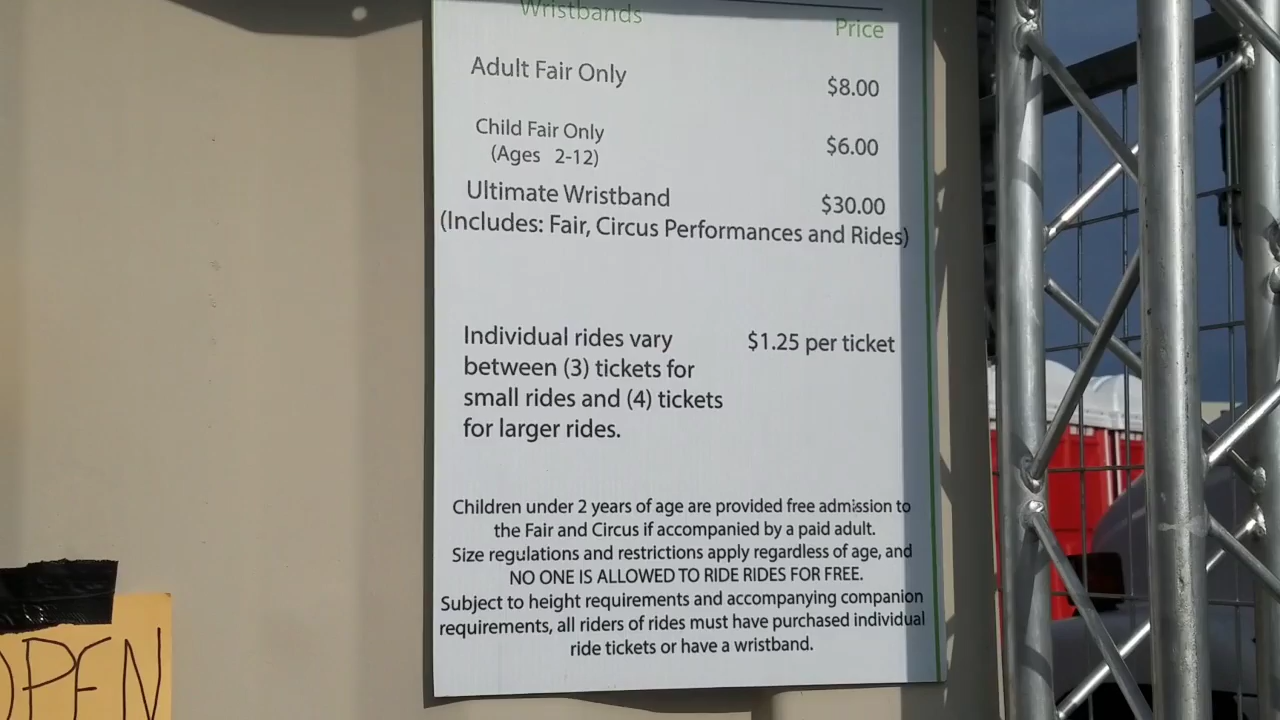 Wristbands
Price
Adult Fair Only
$8.00
Child Fair Only
$6.00
(Ages 2-12)
Ultimate Wristband
$30.00
(Includes: Fair, Circus Performances and Rides)
Individual rides vary
$1.25 per ticket
between (3) tickets for
small rides and (4) tickets
for larger rides.
Children under 2 years of age are provided free admission to
the Fair and Circus if accompanied by a paid adult.
Size regulations and restrictions apply regardless of age, and
NO ONE IS ALLOWED TO RIDE RIDES FOR FREE.
Subject to height requirements and accompanying companion
requirements, all riders of rides must have purchased individual
ride tickets or have a wristband.
OPEN